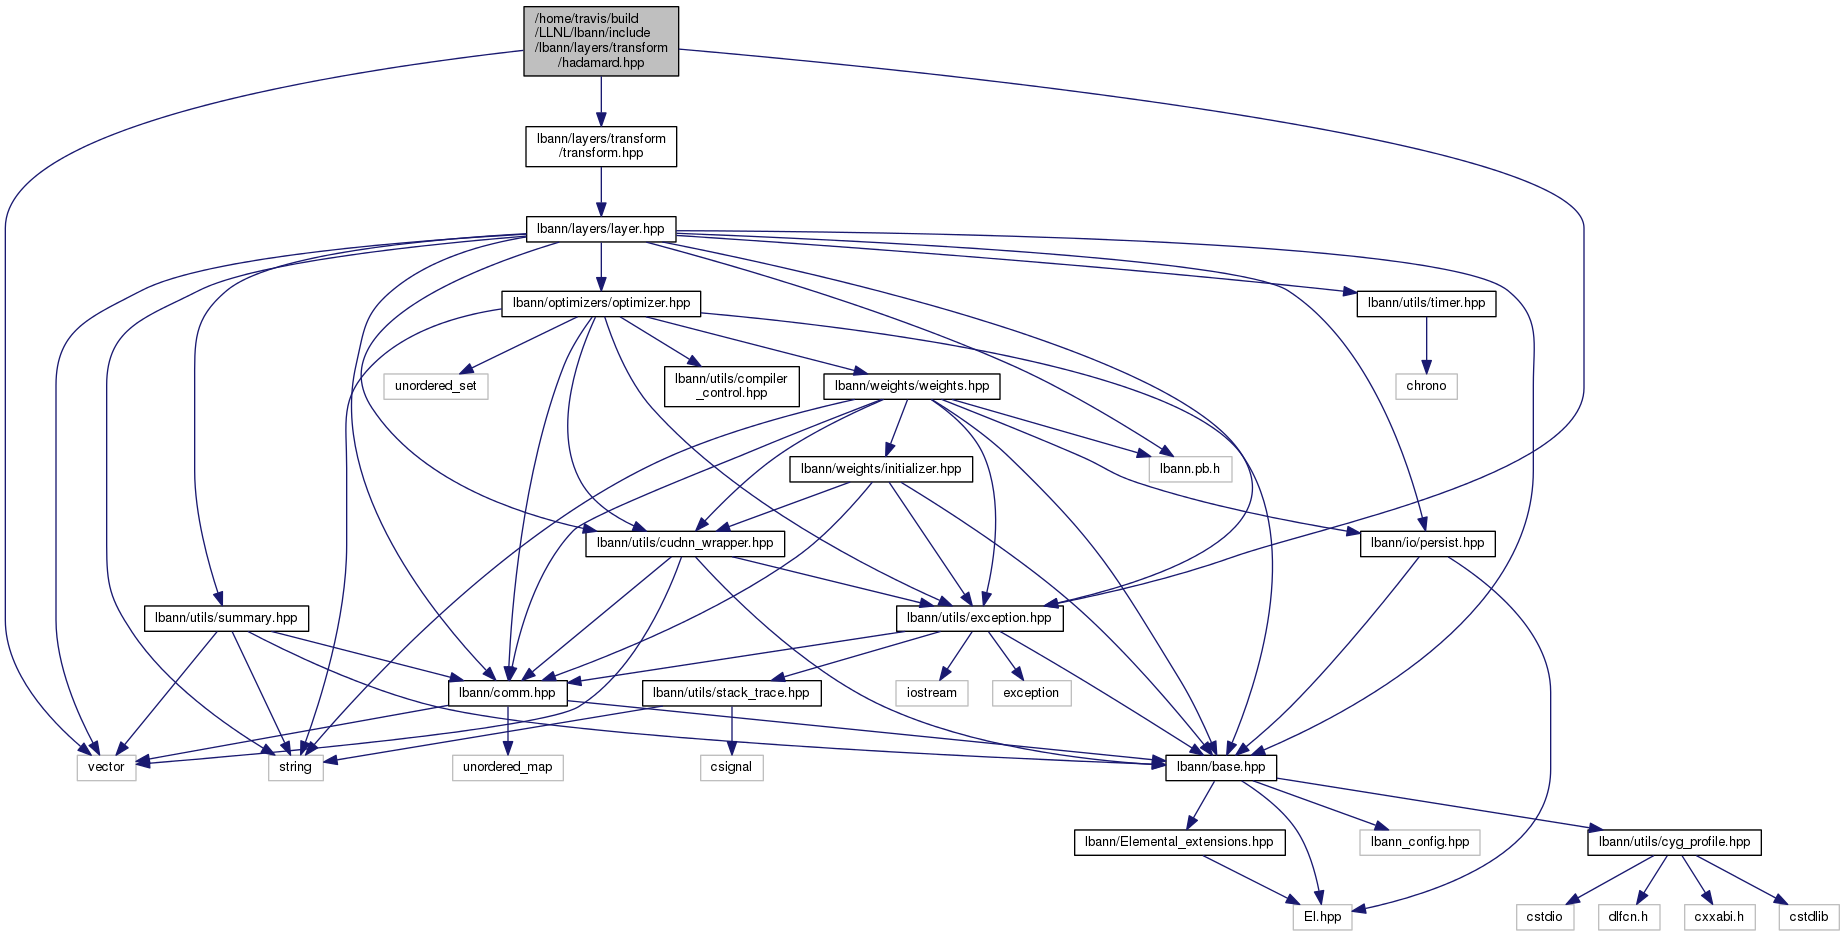 /home/travis/build
/LLNL/lbann/include
/lbann/layers/transform
/hadamard.hpp
lbann/layers/transform
/transform.hpp
lbann/layers/layer.hpp
lbann/optimizers/optimizer.hpp
lbann/utils/timer.hpp
unordered_set
lbann/utils/compiler
_control.hpp
lbann/weights/weights.hpp
chrono
lbann/weights/initializer.hpp
lbann.pb.h
lbann/utils/cudnn_wrapper.hpp
lbann/io/persist.hpp
lbann/utils/summary.hpp
lbann/utils/exception.hpp
lbann/comm.hpp
lbann/utils/stack_trace.hpp
iostream
exception
vector
string
unordered_map
csignal
lbann/base.hpp
lbann/Elemental_extensions.hpp
lbann_config.hpp
lbann/utils/cyg_profile.hpp
El.hpp
cstdio
dlfcn.h
cxxabi.h
cstdlib